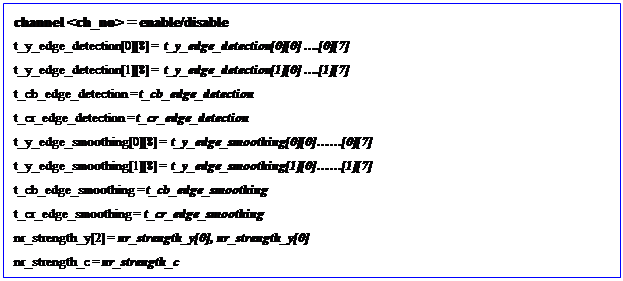 channel <ch_no> = enable/disable
t_y_edge_detection[0][8] = t_y_edge_detection[0][0] ....[0][7]
t_y_edge_detection[1][8] = t_y_edge_detection[1][0] ....[1][7]
t_cb_edge_detection =t_cb_edge_detection
t_cr_edge_detection =t_cr_edge_detection
t_y_edge_smoothing[0][8] = t_y_edge_smoothing[0][0]……[0][7]
t_y_edge_smoothing[1][8] = t_y_edge_smoothing[1][0]……[1][7]
t_cb_edge_smoothing =t_cb_edge_smoothing
t_cr_edge_smoothing = t_cr_edge_smoothing
nr_strength_y[2] = nr_strength_y[0], nr_strength_y[0]
nr_strength_c = nr_strength_c